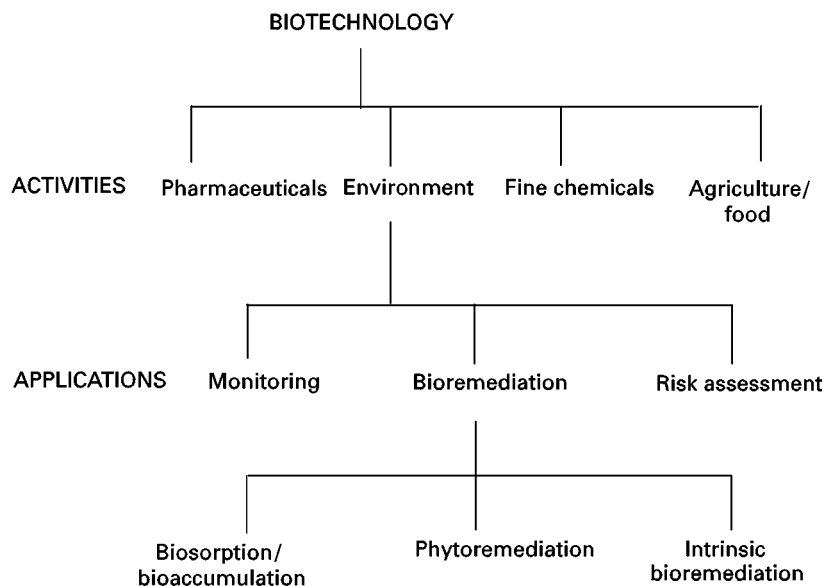 BIOTECHNOLOGY
ACTIVITIES Pharmaceuticals Environment Fine chemicals Agriculture/
food
APPLICATIONS Monitoring Bioremediation Risk assessment
Biosorption/ Phytoremediation Intrinsic
bioaccumulation bioremediation